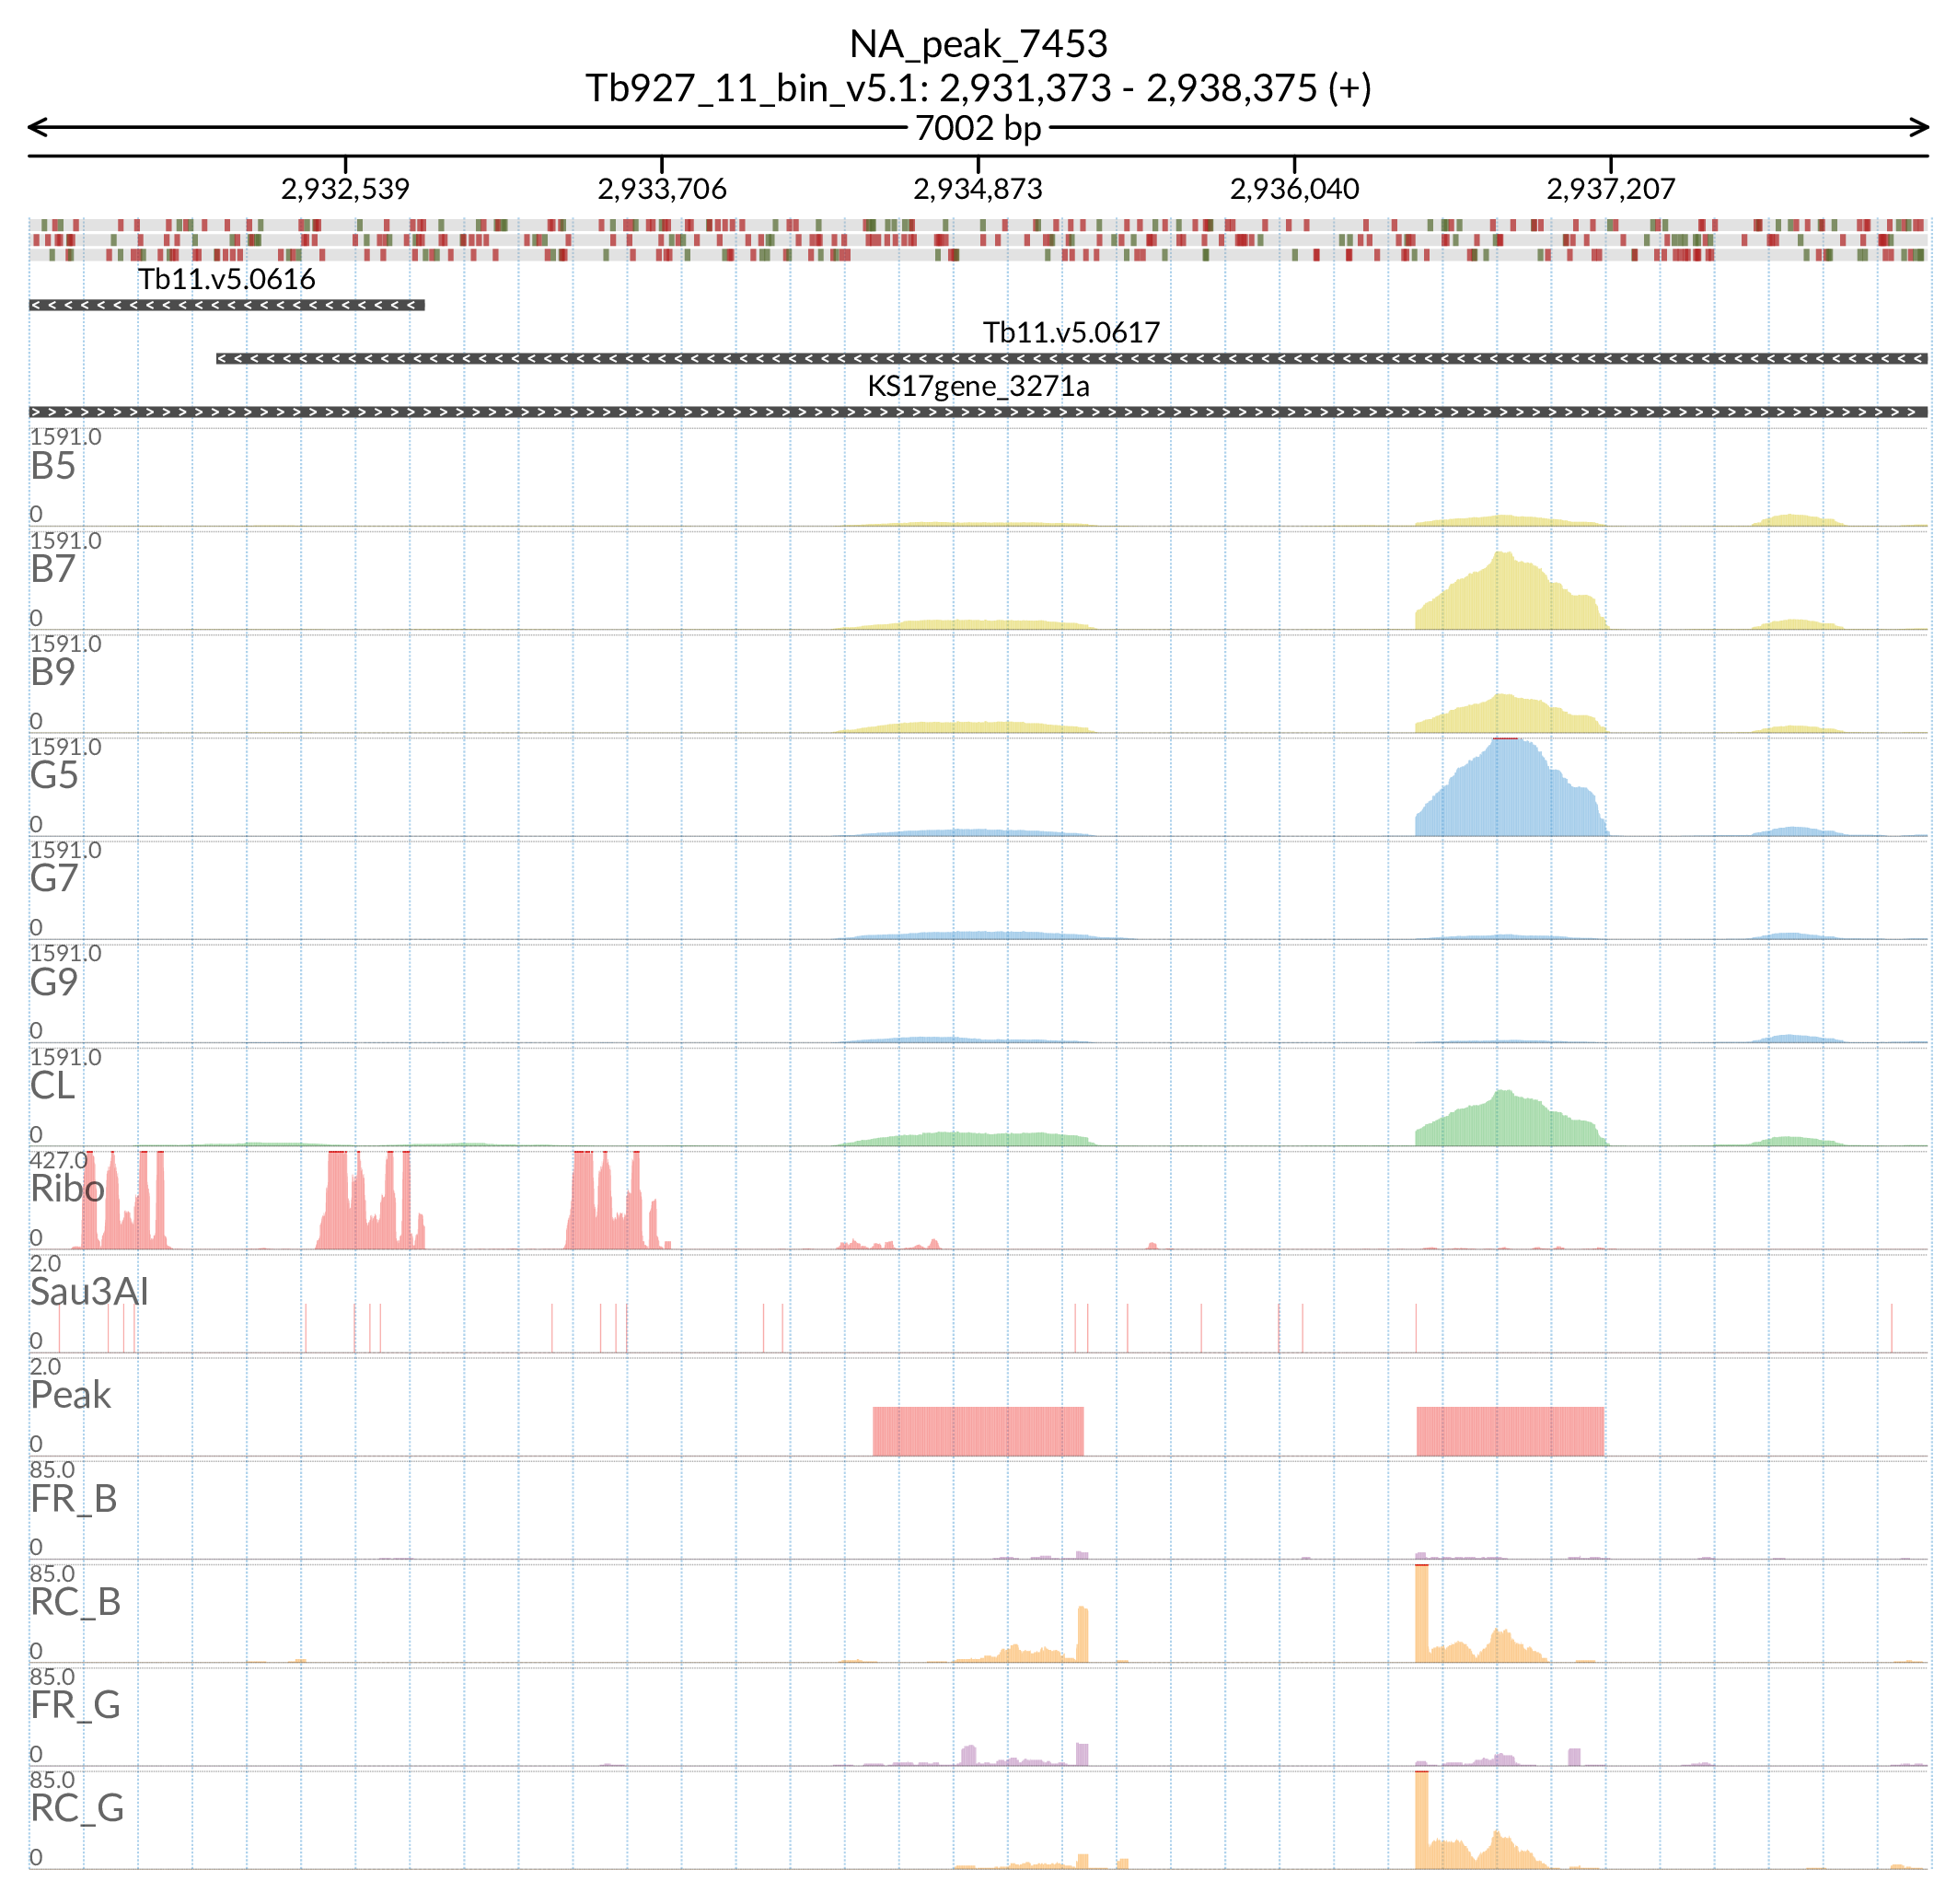 NA_peak_7453
Tb927_11_bin_v5.1: 2,931,373 - 2,938,375 (+)
7002 bp
2,932,539 2,933,706 2,934,873 2,936,040 2,937,207
Tb11.v5.0616
Tb11.v5.0617
KS17gene_3271a
1591.0
B5
0
1591.0
B7
0
1591.0
B9
0
1591.0
G5
0
1591.0
G7
0
1591.0
G9
0
1591.0
CL
0
427.0
Ribo
0
2.0
Sau3AI
0
2.0
Peak
0
85.0
FR_B
0
85.0
RC_B
0
85.0
FR_G
0
85.0
RC_G
0